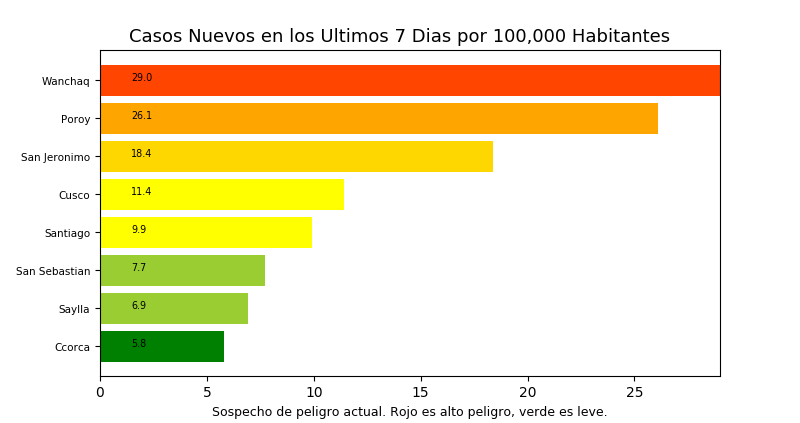 Casos Nuevos en los Ultimos 7 Dias por 100,000 Habitantes
Wanchaq 29.0
Poroy 26.1
San Jeronimo 18.4
Cusco 11.4
Santiago 9.9
San Sebastian 7.7
Saylla 6.9
Ccorca 5.8
0 5 10 15 20 25
Sospecho de peligro actual. Rojo es alto peligro, verde es leve.